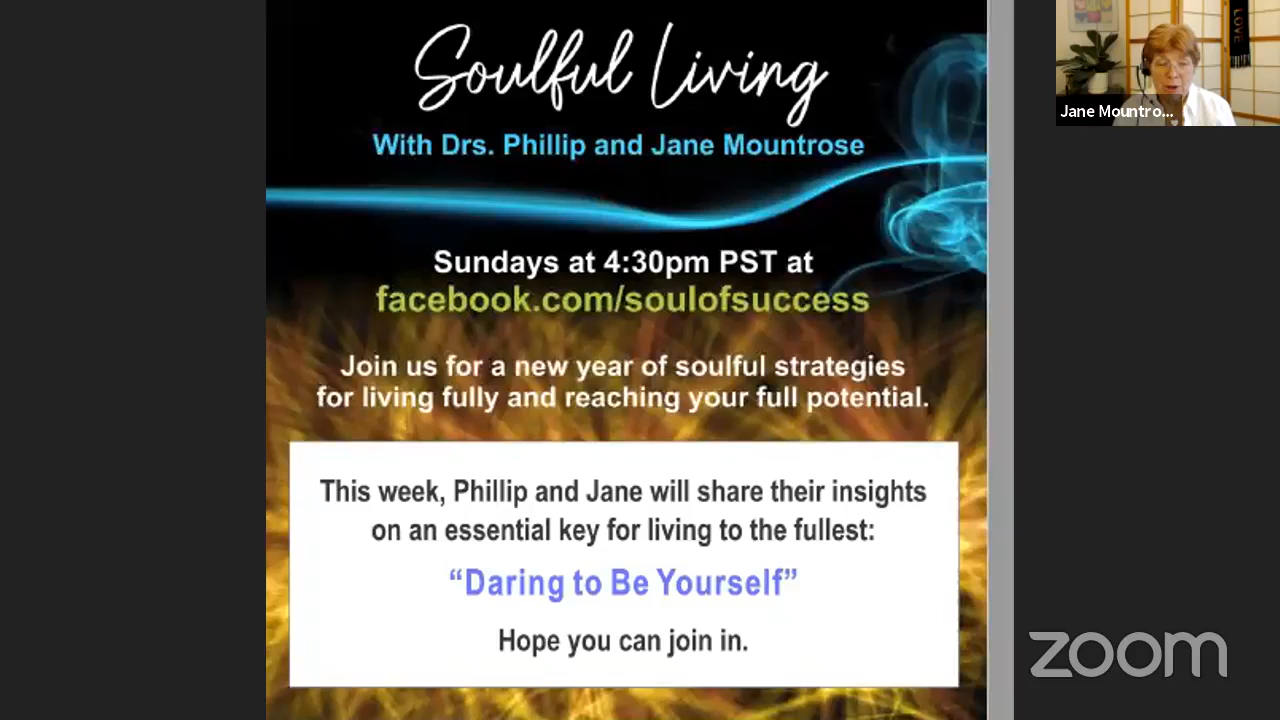 Soulful Living
With Drs. Phillip and Jane Mountrose
Sundays at 4:30pm PST at
facebook.com/soulofsuccess
Join us for a new year of soulful strategies
for living fully and reaching your full potential.
This week, Phillip and Jane will share their insights
on an essential key for living to the fullest:
“Daring to Be Yourself”
Hope you can join in.
LOVE
Jane Mountro...
zoom